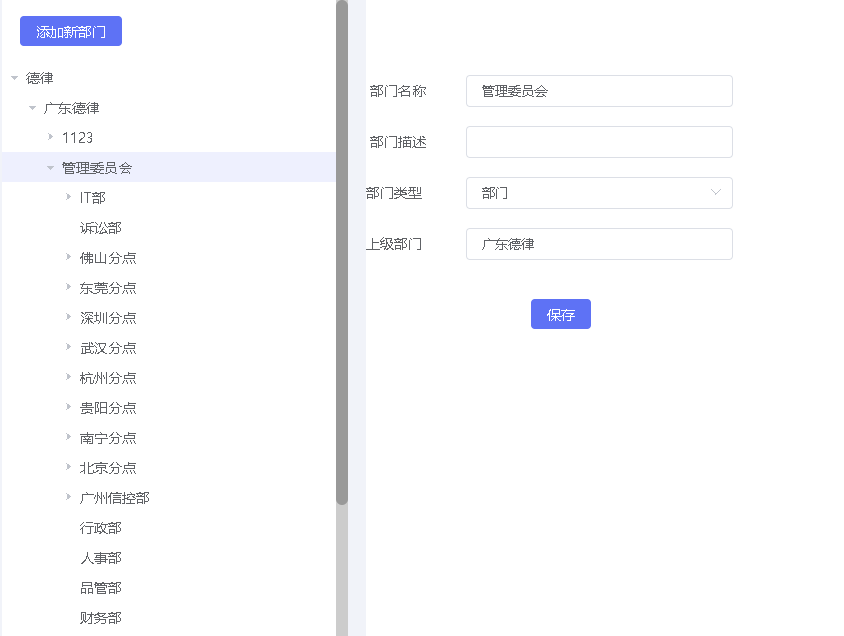 添加新部门
德律
广东德律
1123
管理委员会
IT部
诉讼部
佛山分点
东莞分点
深圳分点
武汉分点
杭州分点
贵阳分点
南宁分点
北京分点
广州信控部
行政部
人事部
品管部
财务部
部门名称 管理委员会
部门描述
部门类型 部门
上级部门 广东德律
保存